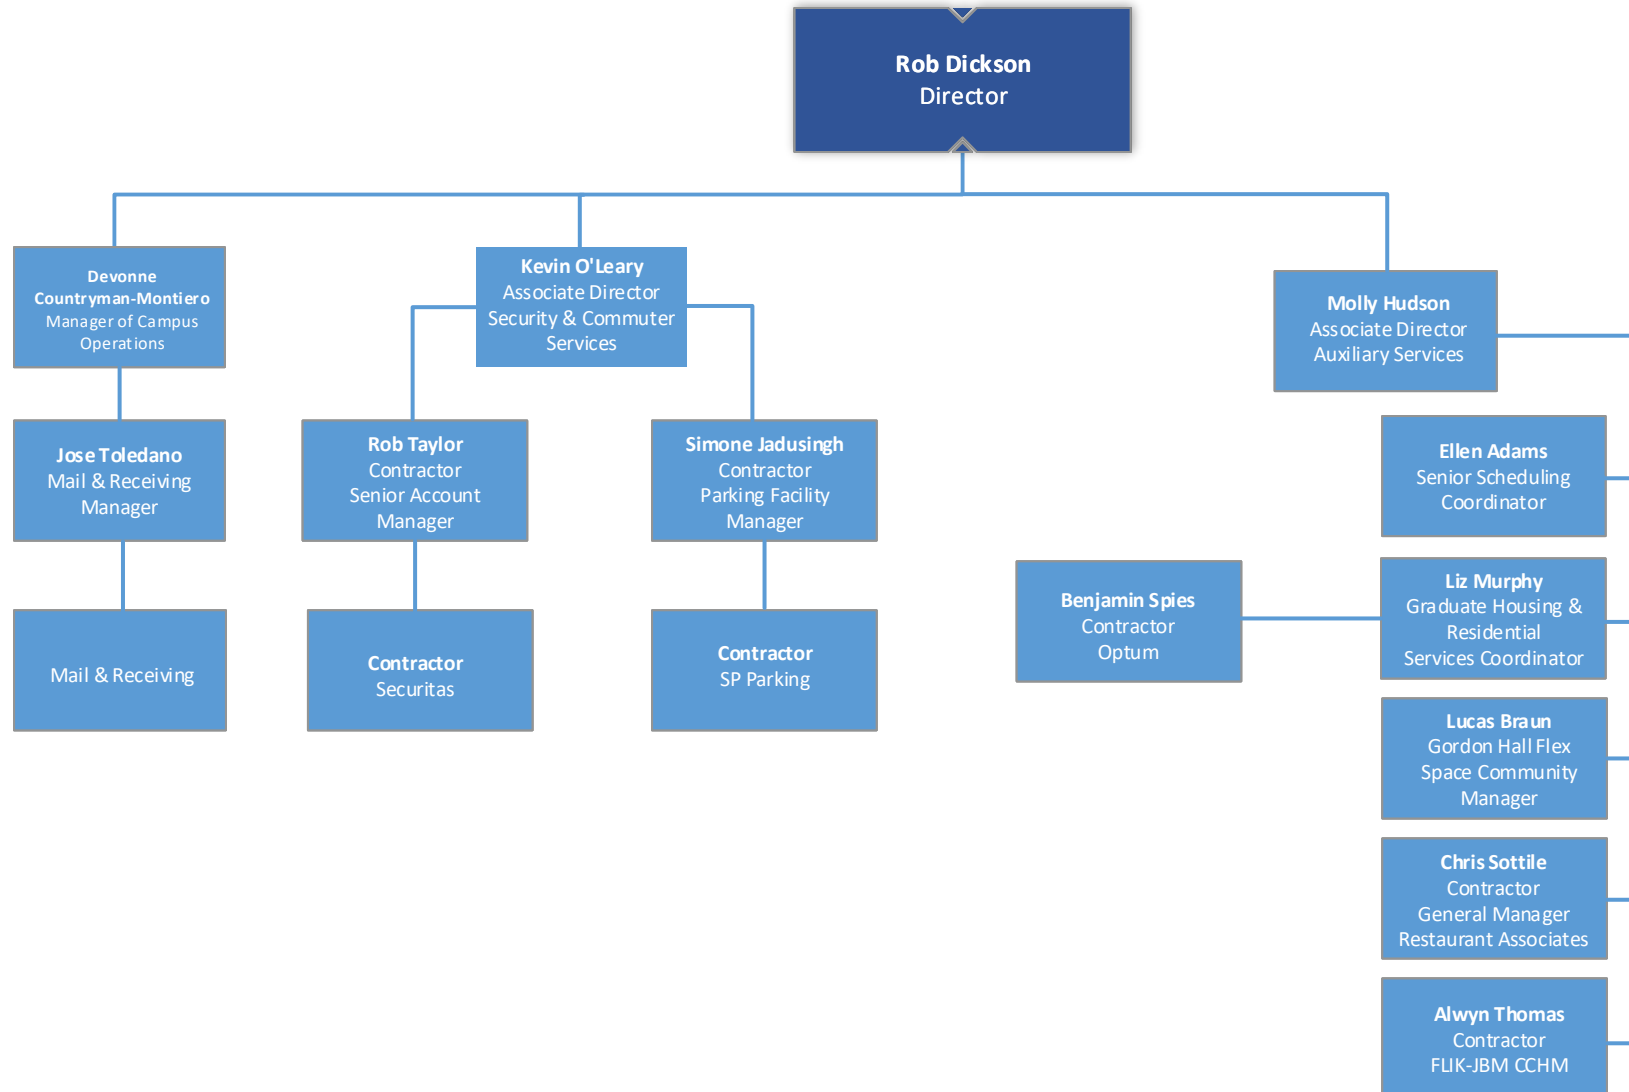 Rob Dickson
Director
Devonne
Countryman-Montiero
Manager of Campus
Operations
Kevin O'Leary
Associate Director
Security & Commuter
Services
Molly Hudson
Associate Director
Auxiliary Services
Jose Toledano
Mail & Receiving
Manager
Rob Taylor
Contractor
Senior Account
Manager
Simone Jadusingh
Contractor
Parking Facility
Manager
Ellen Adams
Senior Scheduling
Coordinator
Mail & Receiving
Contractor
Securitas
Contractor
SP Parking
Benjamin Spies
Contractor
Optum
Liz Murphy
Graduate Housing &
Residential
Services Coordinator
Lucas Braun
Gordon Hall Flex
Space Community
Manager
Chris Sottile
Contractor
General Manager
Restaurant Associates
Alwyn Thomas
Contractor
FLIK-JBM CCHM